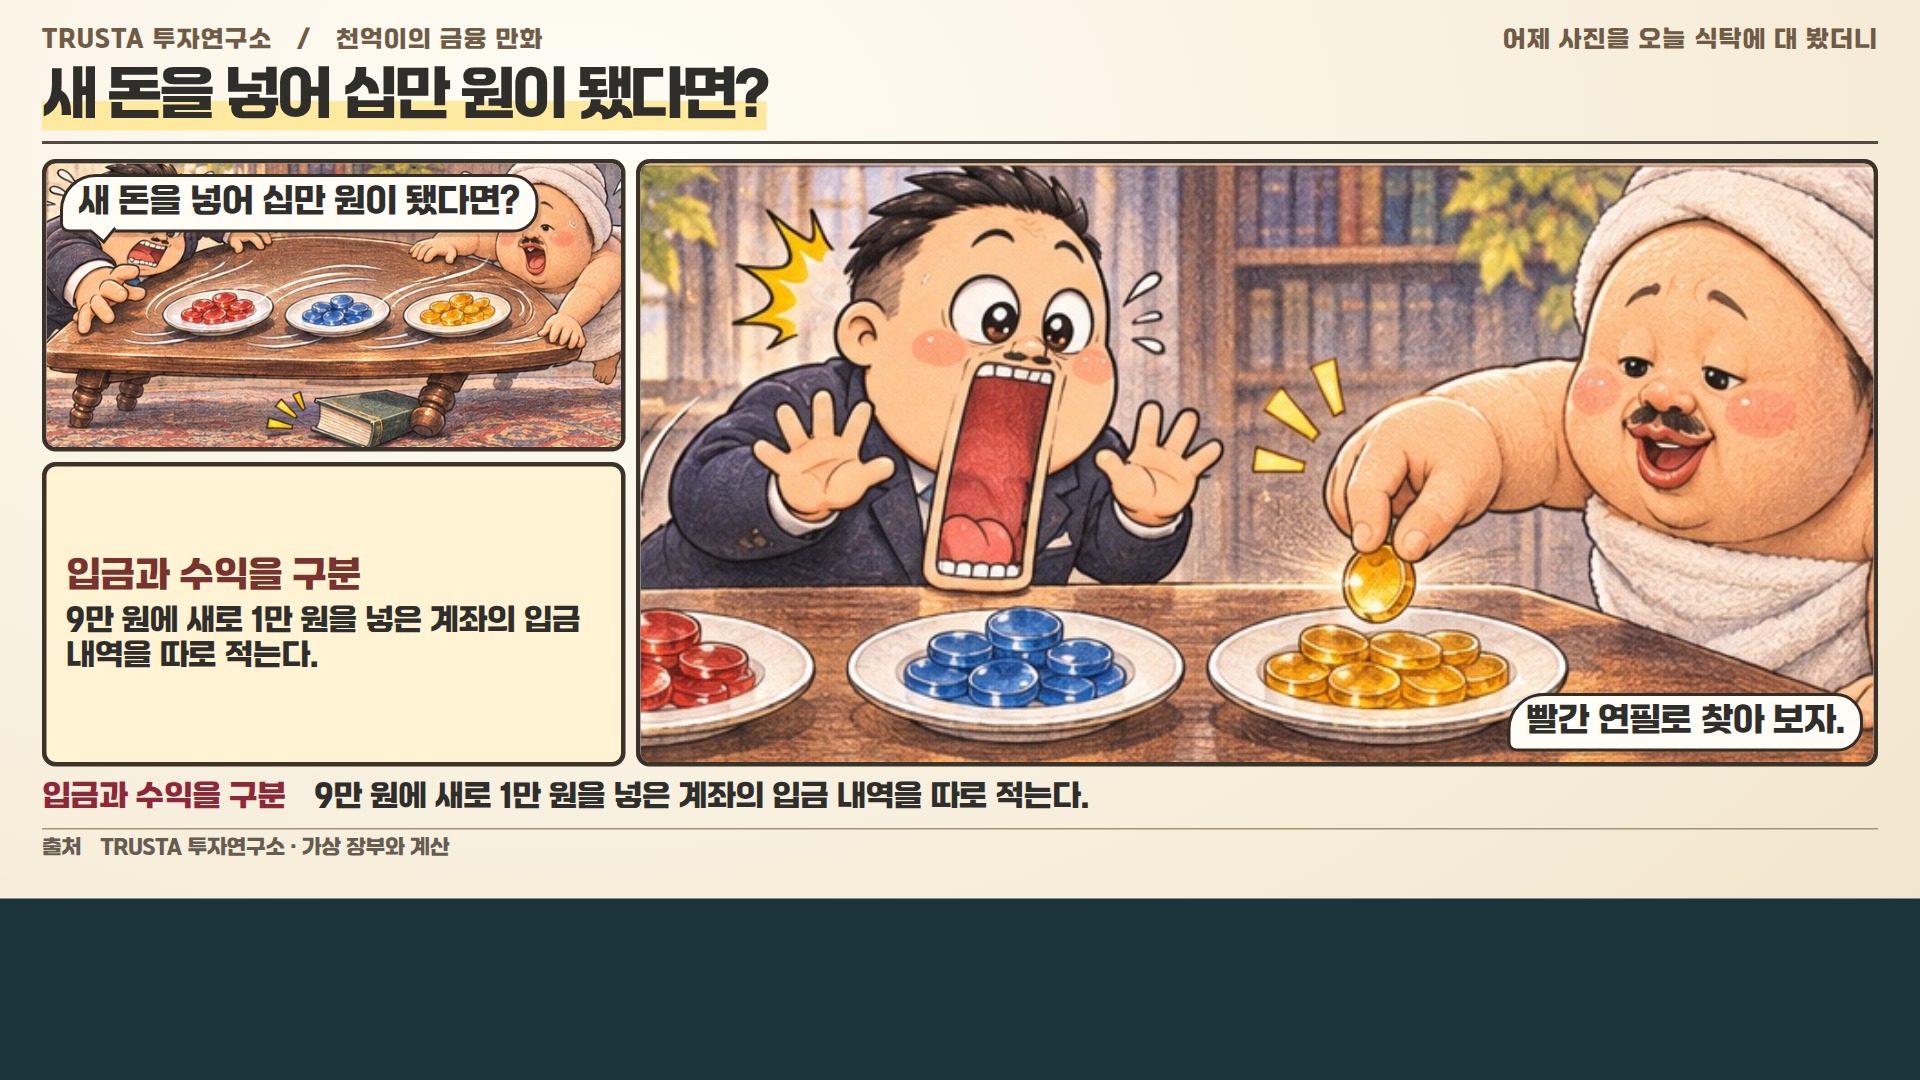 TRUSTA 투자연구소 / 천억이의 금융 만화
어제 사진을 오늘 식탁에 대 봤더니
새 돈을 넣어 십만 원이 됐다면?
새 돈을 넣어 십만 원이 됐다면?
입금과 수익을 구분
9만 원에 새로 1만 원을 넣은 계좌의 입금
내역을 따로 적는다.
빨간 연필로 찾아 보자.
입금과 수익을 구분 9만 원에 새로 1만 원을 넣은 계좌의 입금 내역을 따로 적는다.
출처 TRUSTA 투자연구소 · 가상 장부와 계산